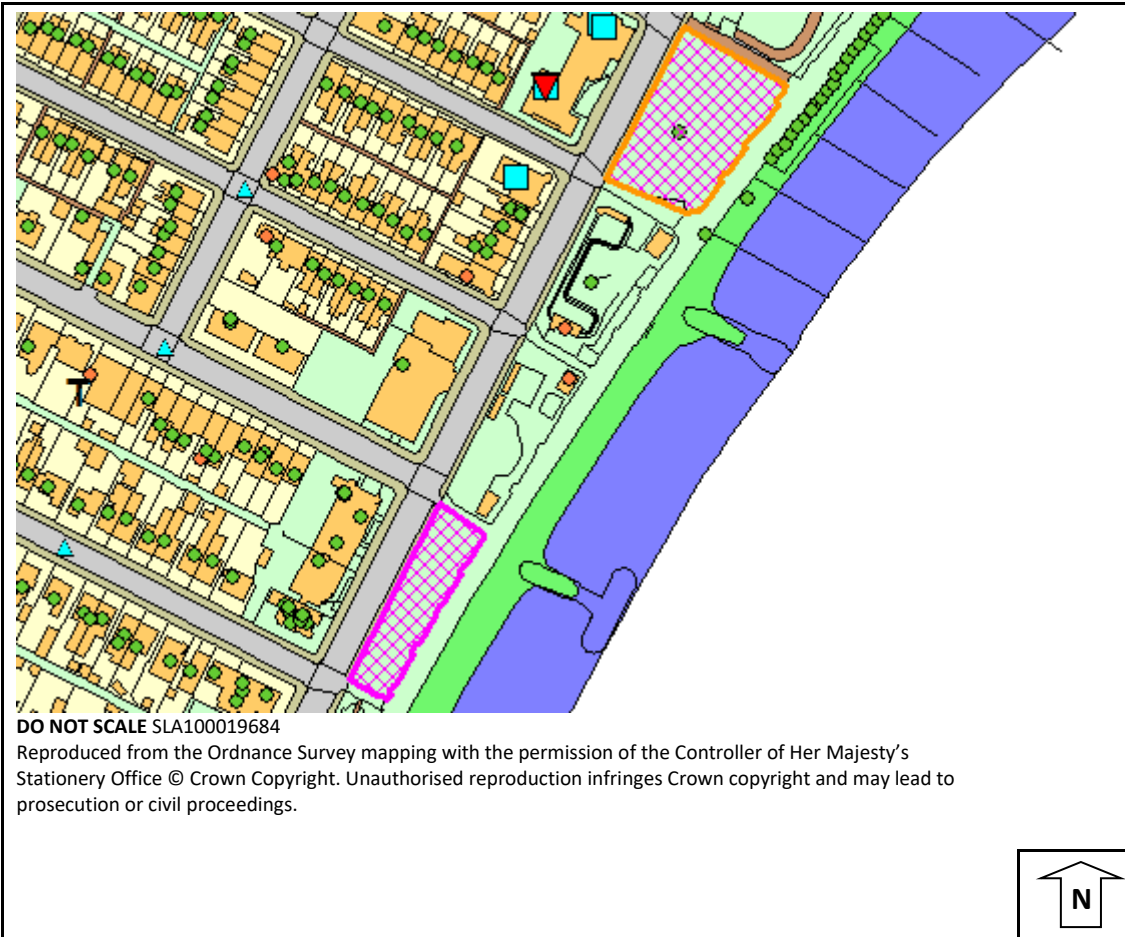 T
DO NOT SCALE SLA100019684
Reproduced from the Ordnance Survey mapping with the permission of the Controller of Her Majesty’s
Stationery Office © Crown Copyright. Unauthorised reproduction infringes Crown copyright and may lead to
prosecution or civil proceedings.
N